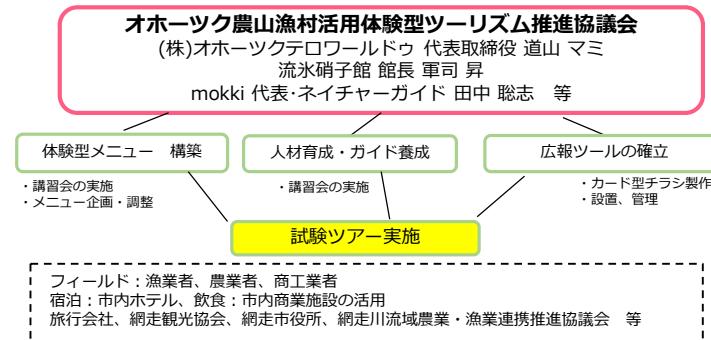 オホーツク農山漁村活用体験型ツーリズム推進協議会
(株)オホーツクテロワールドゥ 代表取締役 道山 マミ
流氷硝子館 館長 軍司 昇
mokki 代表・ネイチャーガイド 田中 聡志　等
体験型メニュー　構築
人材育成・ガイド養成
広報ツールの確立
・講習会の実施
・メニュー企画・調整
・講習会の実施
・カード型チラシ製作
・設置、管理
試験ツアー実施
フィールド：漁業者、農業者、商工業者
宿泊：市内ホテル、飲食：市内商業施設の活用
旅行会社、網走観光協会、網走市役所、網走川流域農業・漁業連携推進協議会　等